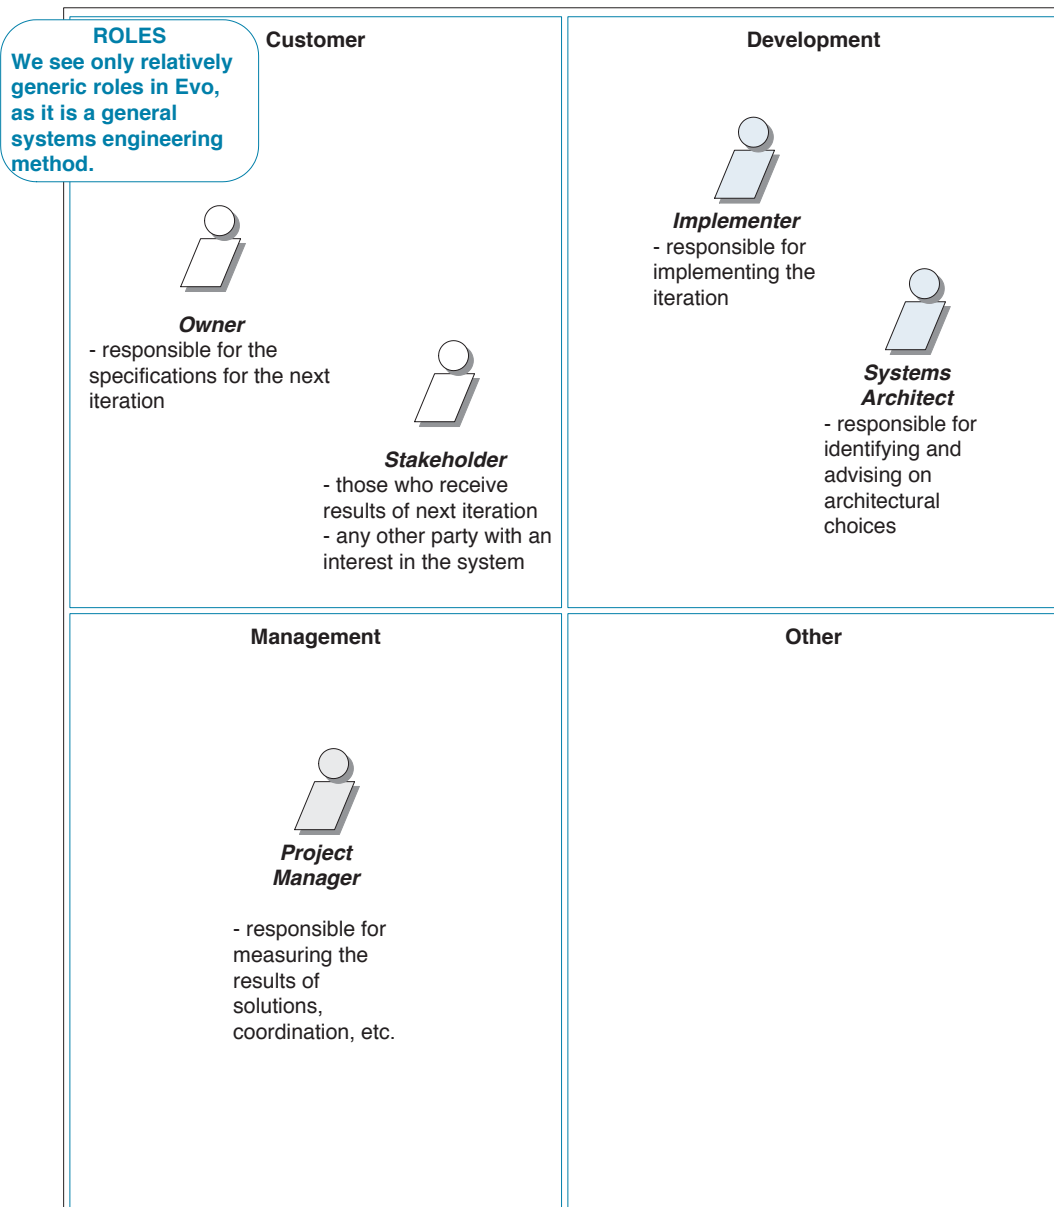 ROLES
We see only relatively
generic roles in Evo,
as it is a general
systems engineering
method.
Customer
Owner
- responsible for the
specifications for the next
iteration
Stakeholder
- those who receive
results of next iteration
- any other party with an
interest in the system
Development
Implementer
- responsible for
implementing the
iteration
Systems
Architect
- responsible for
identifying and
advising on
architectural
choices
Management
Project
Manager
- responsible for
measuring the
results of
solutions,
coordination, etc.
Other